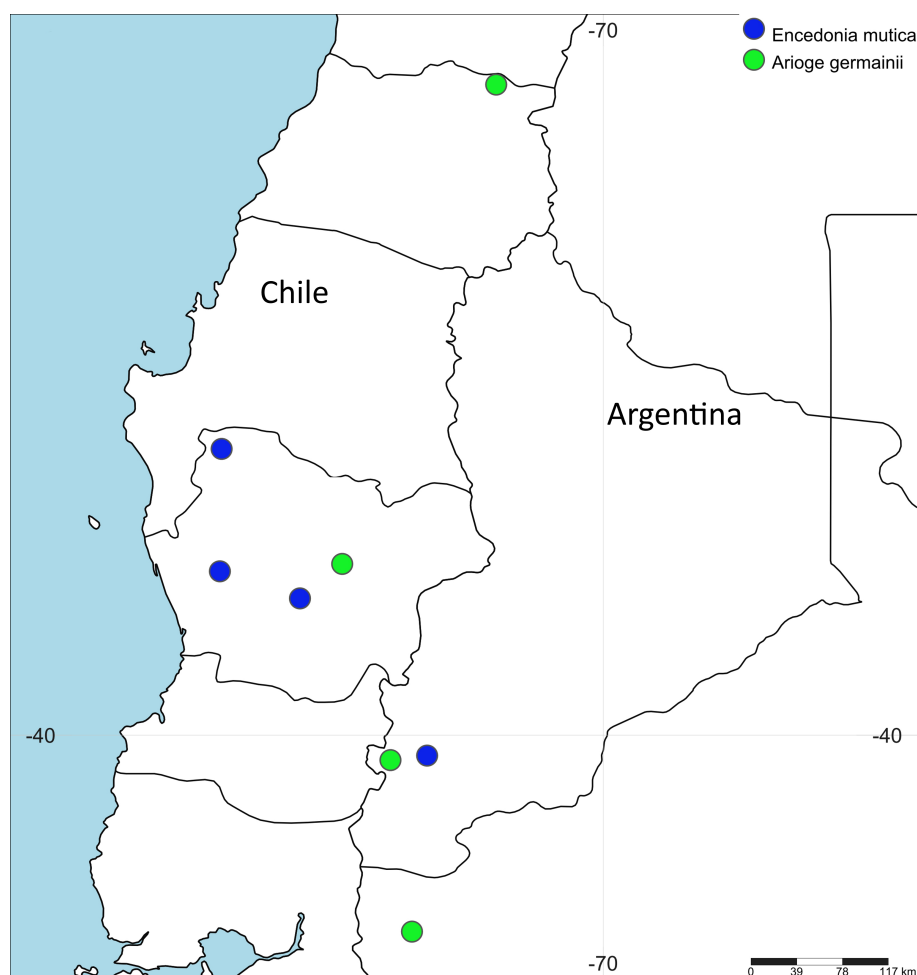 -70
Encedonia mutica
Arioge germainii
Chile
Argentina
-40
-40
-70
0 39 78 117 km